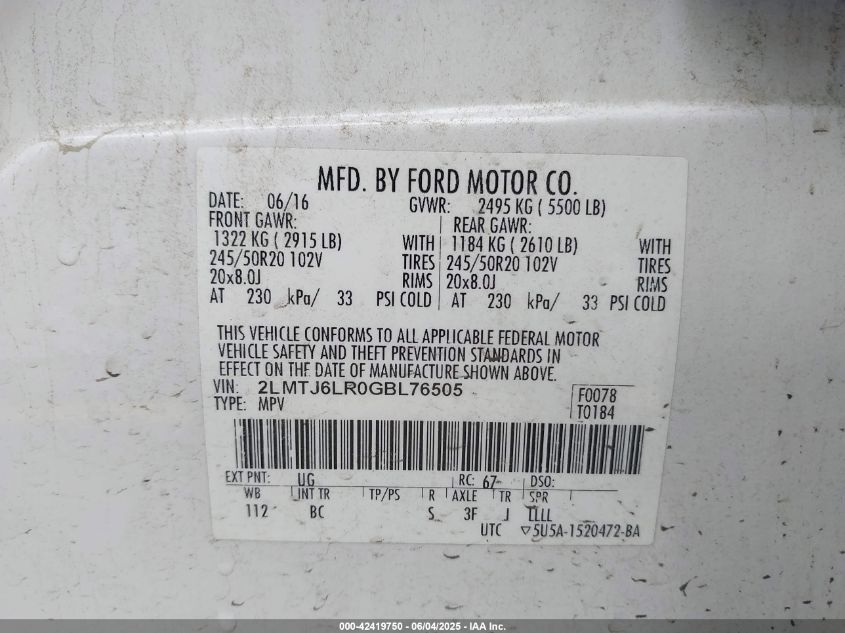 MFD. BY FORD MOTOR CO.
DATE: 06/16 GVWR: 2495 KG ( 5500 LB)
FRONT GAWR: REAR GAWR:
1322 KG ( 2915 LB) WITH 1184 KG ( 2610 LB) WITH
245/50R20 102V TIRES 245/50R20 102V TIRES
20x8.0J RIMS 20x8.0J RIMS
AT 230 kPa/ 33 PSI COLD AT 230 kPa/ 33 PSI COLD
THIS VEHICLE CONFORMS TO ALL APPLICABLE FEDERAL MOTOR
VEHICLE SAFETY AND THEFT PREVENTION STANDARDS IN
EFFECT ON THE DATE OF MANUFACTURE SHOWN ABOVE.
VIN: 2LMTJ6LR0GBL76505 F0078
TYPE: MPV T0184
EXT PNT: UG RC: 67 DSO:
WB INT TR TP/PS R AXLE TR SPR
112 BC S 3F J LLLL
UTC ▽5U5A-1520472-BA
000-42419750 - 06/04/2025 - IAA Inc.